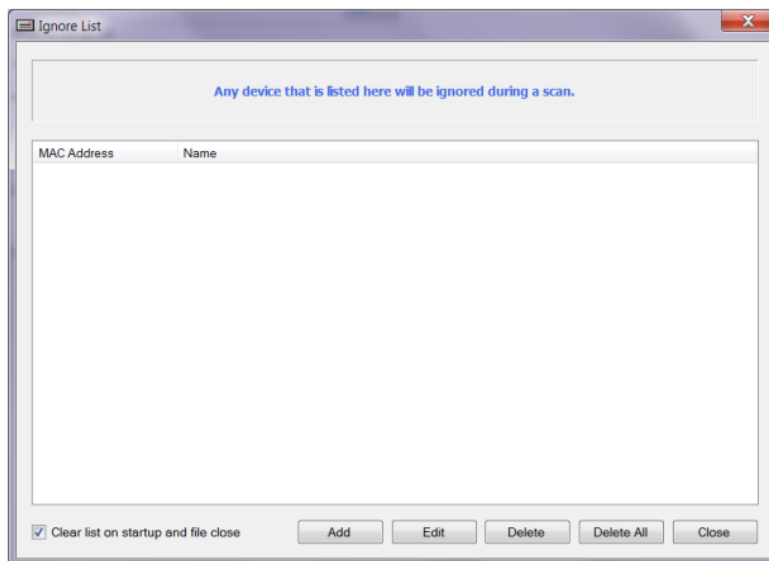 Ignore List
Any device that is listed here will be ignored during a scan.
MAC Address Name
Clear list on startup and file close Add Edit Delete Delete All Close